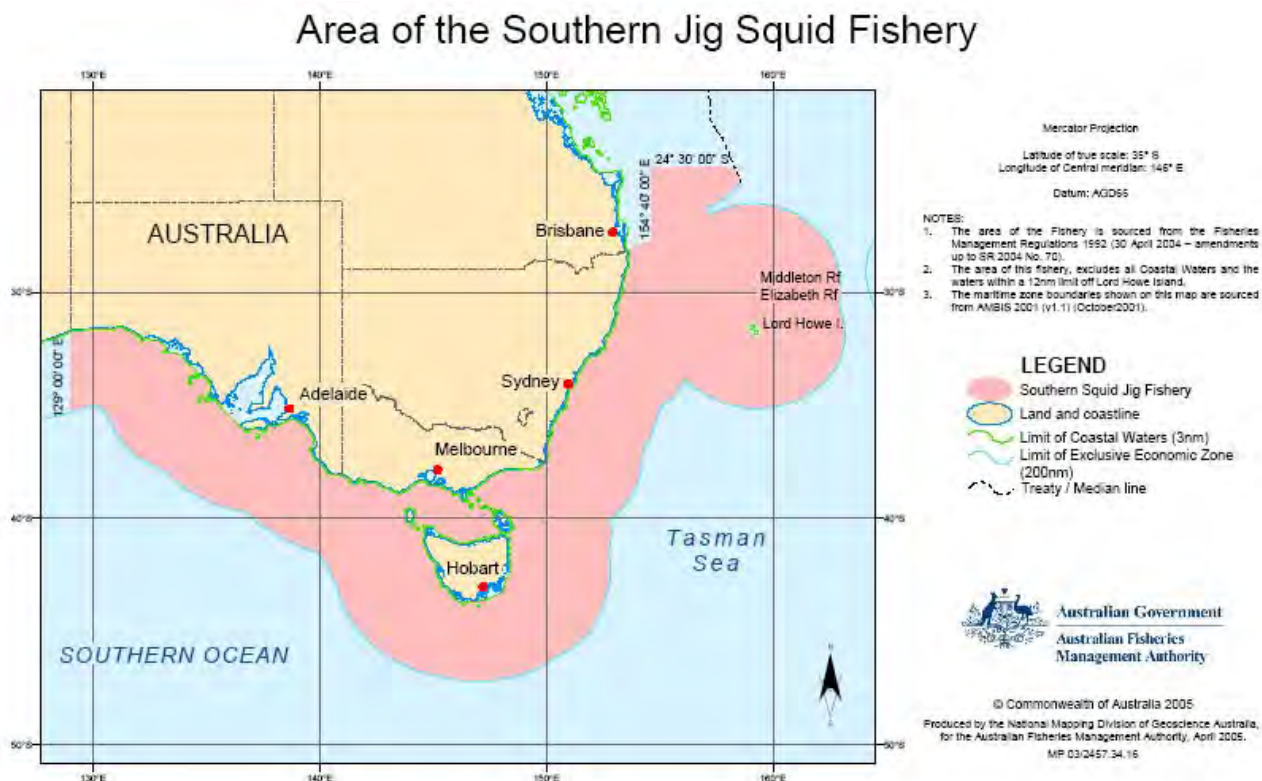 Area of the Southern Jig Squid Fishery
130°E
140°E
150°E
160°E
24° 30' 00" S
154° 40' 00" E
Brisbane
AUSTRALIA
30°S
30°S
Middleton Rf
Elizabeth Rf
Lord Howe I.
129° 00' 00' E
Adelaide
Sydney
Melbourne
40°S
40°S
Tasman
Sea
Hobart
SOUTHERN OCEAN
50°S
50°S
130°E
140°E
150°E
160°E
Mercator Projection
Latitude of true scale: 35° S
Longitude of Central meridian: 145° E
Datum: AGD66
NOTES:
1. The area of the Fishery is sourced from the Fisheries
Management Regulations 1992 (30 April 2004 – amendments
up to SR 2004 No. 70).
2. The area of this fishery, excludes all Coastal Waters and the
waters within a 12nm limit off Lord Howe Island.
3. The maritime zone boundaries shown on this map are sourced
from AMBIS 2001 (v1.1) (October2001).
LEGEND
Southern Squid Jig Fishery
Land and coastline
Limit of Coastal Waters (3nm)
Limit of Exclusive Economic Zone
(200nm)
Treaty / Median line
Australian Government
Australian Fisheries
Management Authority
© Commonwealth of Australia 2005
Produced by the National Mapping Division of Geoscience Australia,
for the Australian Fisheries Management Authority, April 2005.
MP 03/2457.34.16